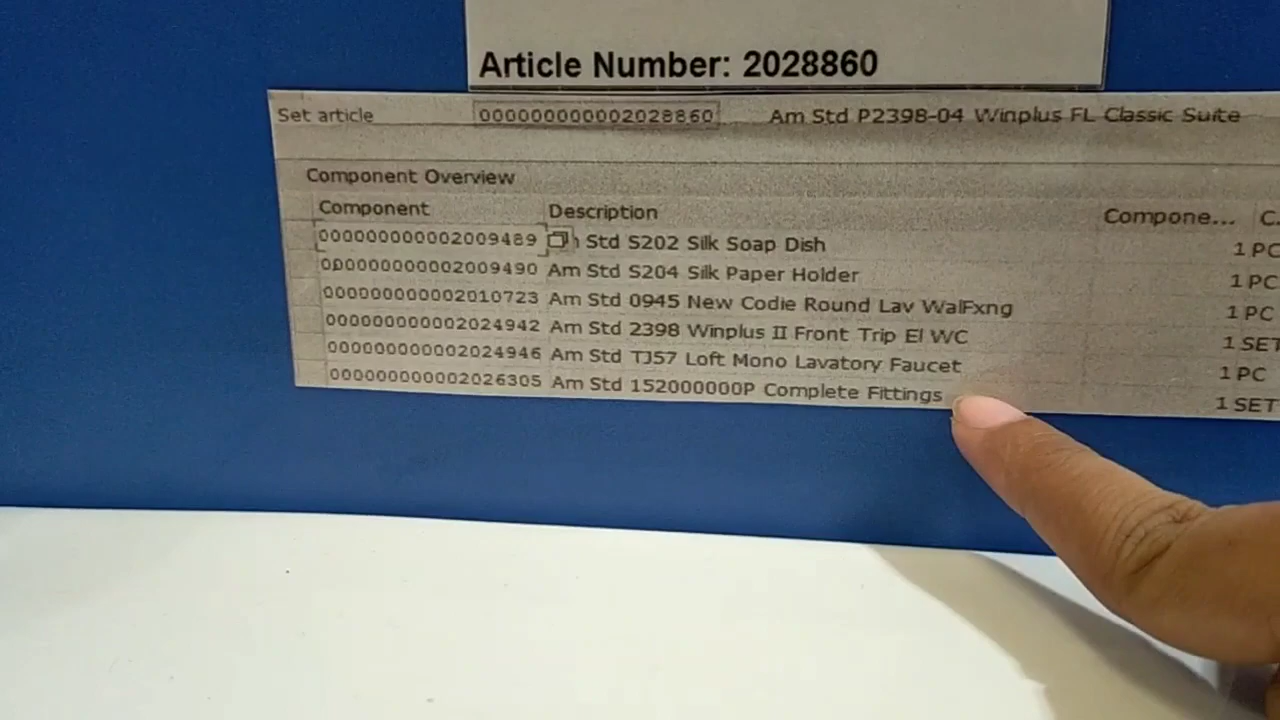 Article Number: 2028860
Set article 000000000002028860 Am Std P2398-04 Winplus FL Classic Suite
Component Overview
Component Description Compone... C
000000000002009489 Std S202 Silk Soap Dish 1 PC
000000000002009490 Am Std S204 Silk Paper Holder 1 PC
000000000002010723 Am Std 0945 New Codie Round Lav WalFxng 1 PC
000000000002024942 Am Std 2398 Winplus II Front Trip El WC 1 SET
000000000002024946 Am Std TJ57 Loft Mono Lavatory Faucet 1 PC
000000000002026305 Am Std 152000000P Complete Fittings 1 SET